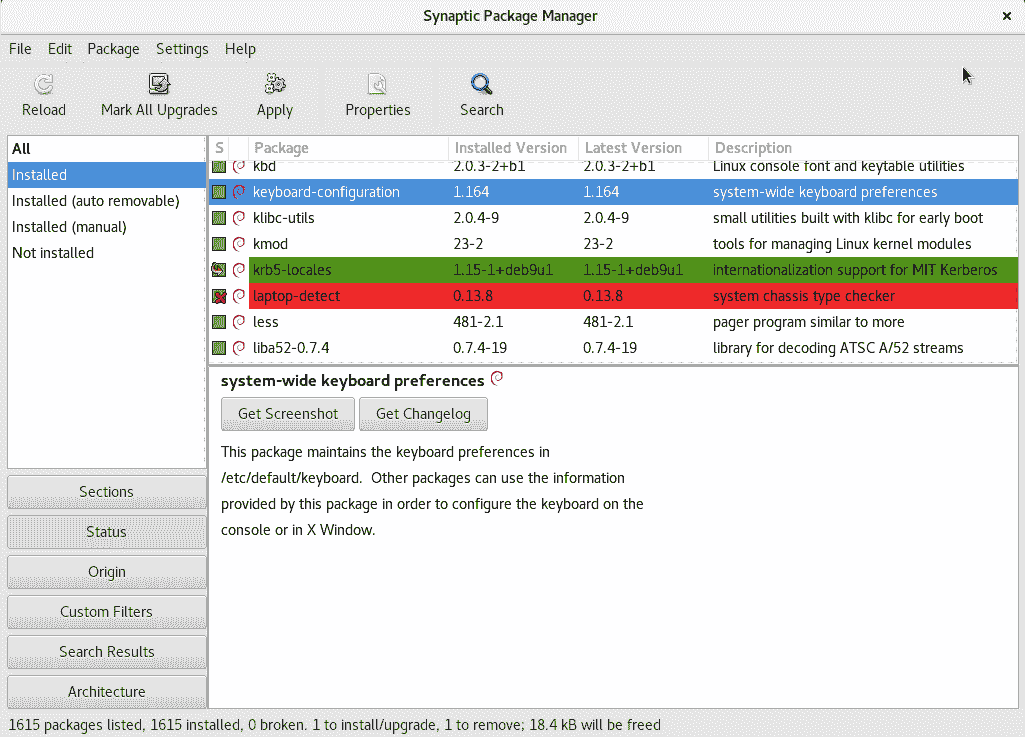 Synaptic Package Manager ×
File Edit Package Settings Help
Reload Mark All Upgrades Apply Properties Search
All
Installed
Installed (auto removable)
Installed (manual)
Not installed
Sections
Status
Origin
Custom Filters
Search Results
Architecture
S Package Installed Version Latest Version Description
kbd 2.0.3-2+b1 2.0.3-2+b1 Linux console font and keytable utilities
keyboard-configuration 1.164 1.164 system-wide keyboard preferences
klibc-utils 2.0.4-9 2.0.4-9 small utilities built with klibc for early boot
kmod 23-2 23-2 tools for managing Linux kernel modules
krb5-locales 1.15-1+deb9u1 1.15-1+deb9u1 internationalization support for MIT Kerberos
laptop-detect 0.13.8 0.13.8 system chassis type checker
less 481-2.1 481-2.1 pager program similar to more
liba52-0.7.4 0.7.4-19 0.7.4-19 library for decoding ATSC A/52 streams
system-wide keyboard preferences
Get Screenshot Get Changelog
This package maintains the keyboard preferences in
/etc/default/keyboard. Other packages can use the information
provided by this package in order to configure the keyboard on the
console or in X Window.
1615 packages listed, 1615 installed, 0 broken. 1 to install/upgrade, 1 to remove; 18.4 kB will be freed